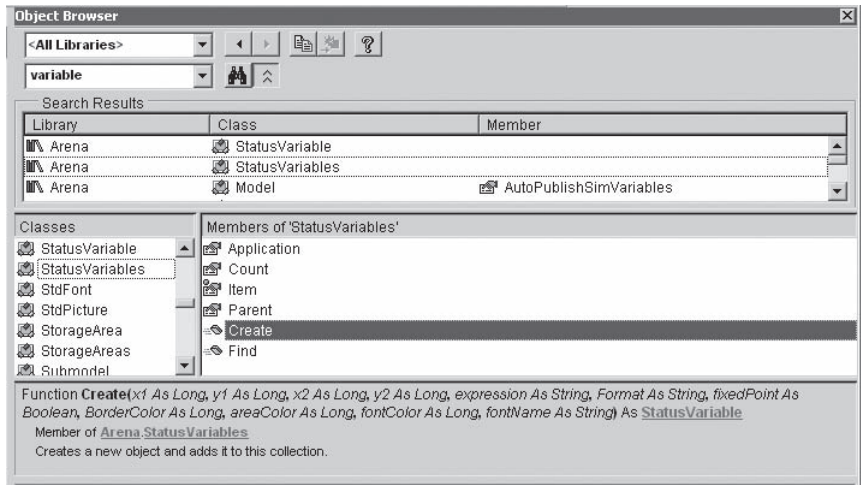 Object Browser
<All Libraries>
variable
Search Results
Library Class Member
Arena StatusVariable
Arena StatusVariables
Arena Model AutoPublishSimVariables
Classes
StatusVariable
StatusVariables
StdFont
StdPicture
StorageArea
StorageAreas
Submodel
Members of 'StatusVariables'
Application
Count
Item
Parent
Create
Find
Function Create(x1 As Long, y1 As Long, x2 As Long, y2 As Long, expression As String, Format As String, fixedPoint As
Boolean, BorderColor As Long, areaColor As Long, fontColor As Long, fontName As String) As StatusVariable
Member of Arena.StatusVariables
Creates a new object and adds it to this collection.